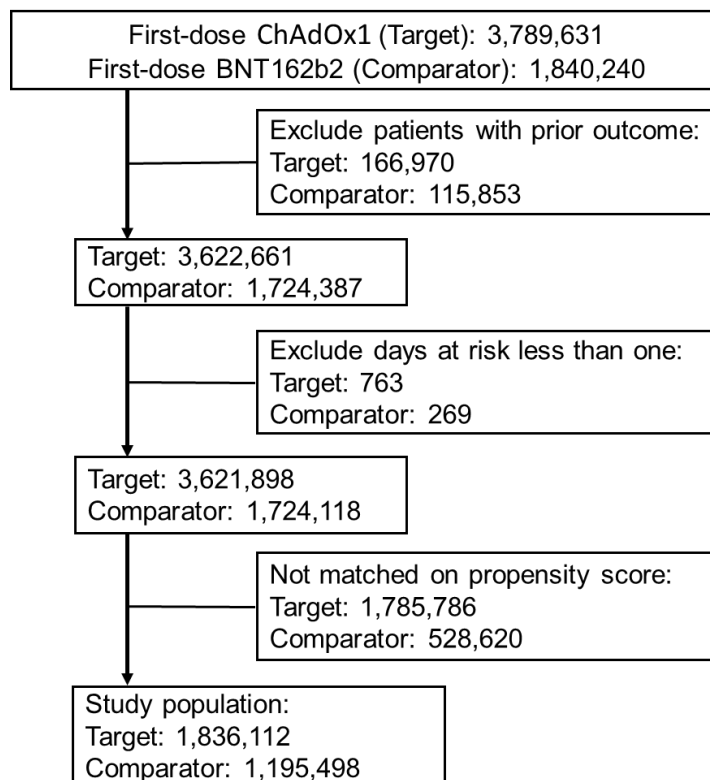 First-dose ChAdOx1 (Target): 3,789,631
First-dose BNT162b2 (Comparator): 1,840,240
Exclude patients with prior outcome:
Target: 166,970
Comparator: 115,853
Target: 3,622,661
Comparator: 1,724,387
Exclude days at risk less than one:
Target: 763
Comparator: 269
Target: 3,621,898
Comparator: 1,724,118
Not matched on propensity score:
Target: 1,785,786
Comparator: 528,620
Study population:
Target: 1,836,112
Comparator: 1,195,498